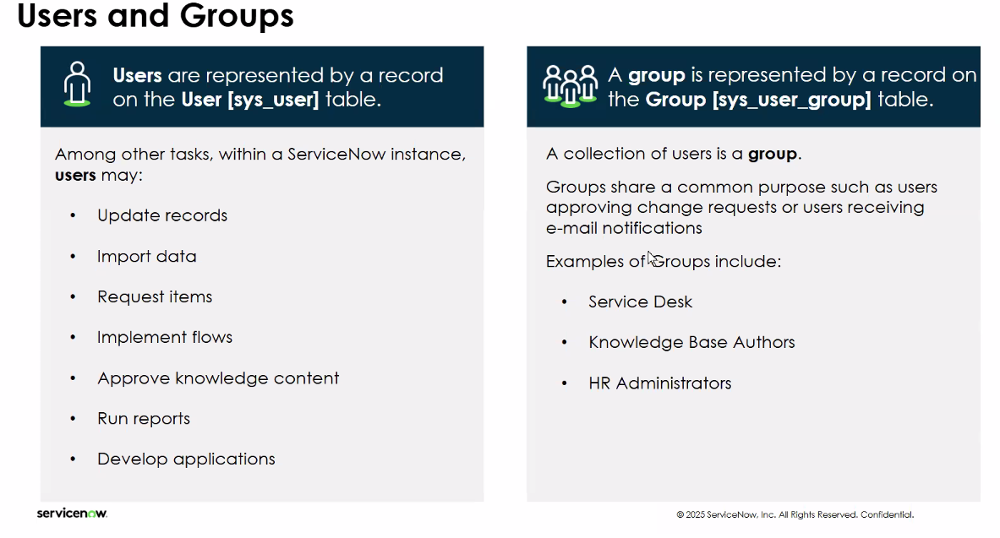 Users and Groups
Users are represented by a record
on the User [sys_user] table.
Among other tasks, within a ServiceNow instance,
users may:
• Update records
• Import data
• Request items
• Implement flows
• Approve knowledge content
• Run reports
• Develop applications
A group is represented by a record on
the Group [sys_user_group] table.
A collection of users is a group.
Groups share a common purpose such as users
approving change requests or users receiving
e-mail notifications
Examples of Groups include:
• Service Desk
• Knowledge Base Authors
• HR Administrators
servicenow.
© 2025 ServiceNow, Inc. All Rights Reserved. Confidential.